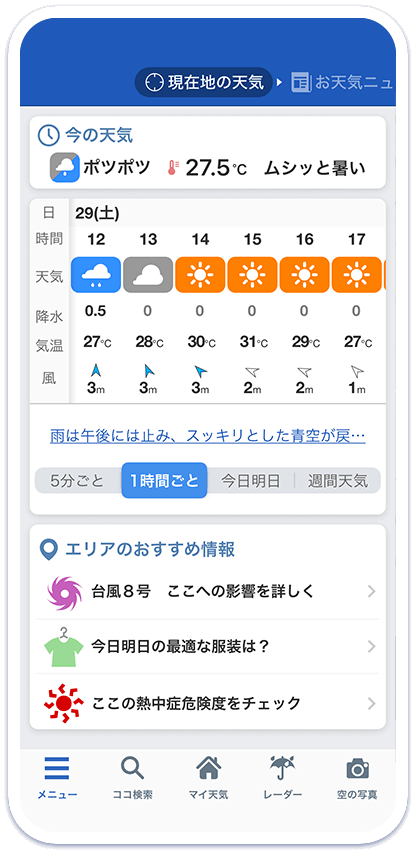 現在地の天気 お天気ニュ
今の天気
ポツポツ 27.5℃ ムシッと暑い
日 29(土)
時間 12 13 14 15 16 17
天気
降水 0.5 0 0 0 0 0
気温 27℃ 28℃ 30℃ 31℃ 29℃ 27℃
風 3m 3m 3m 2m 2m 1m
雨は午後には止み、スッキリとした青空が戻…
5分ごと 1時間ごと 今日明日 週間天気
エリアのおすすめ情報
台風8号 ここへの影響を詳しく
今日明日の最適な服装は？
ここの熱中症危険度をチェック
メニュー ココ検索 マイ天気 レーダー 空の写真